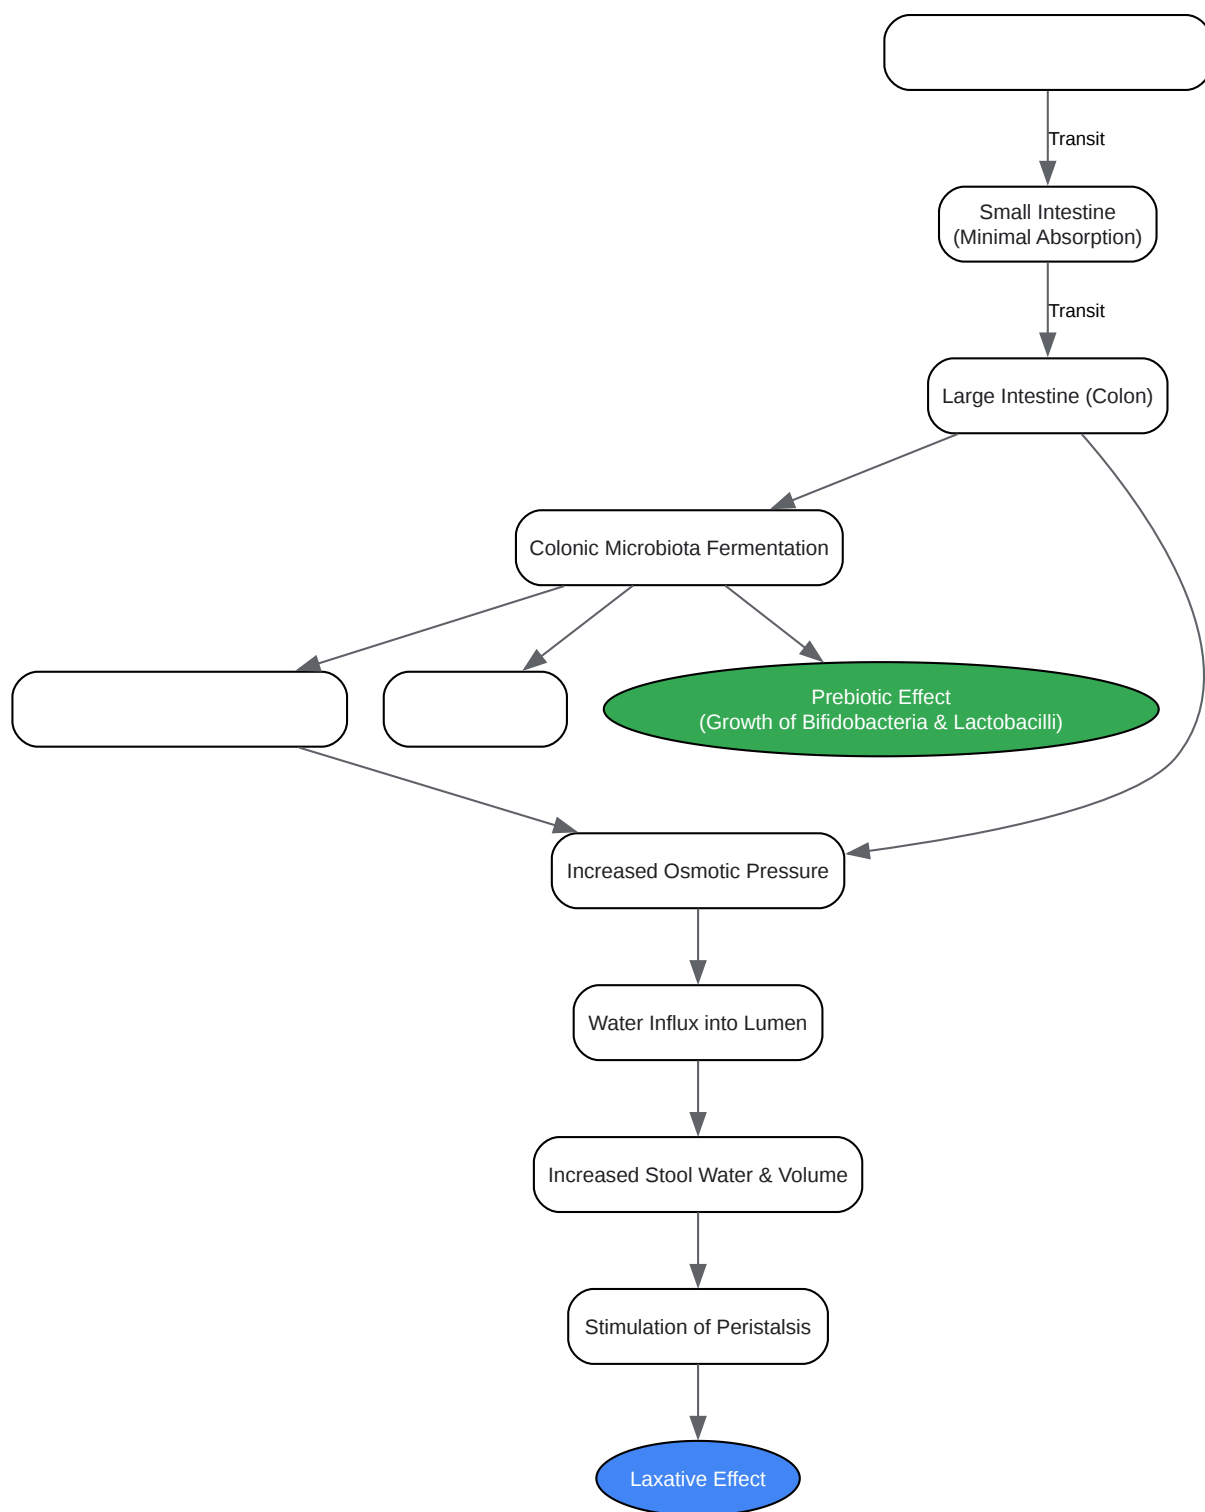 Transit
Small Intestine
(Minimal Absorption)
Transit
Large Intestine (Colon)
Colonic Microbiota Fermentation
Prebiotic Effect
(Growth of Bifidobacteria & Lactobacilli)
Increased Osmotic Pressure
Water Influx into Lumen
Increased Stool Water & Volume
Stimulation of Peristalsis
Laxative Effect